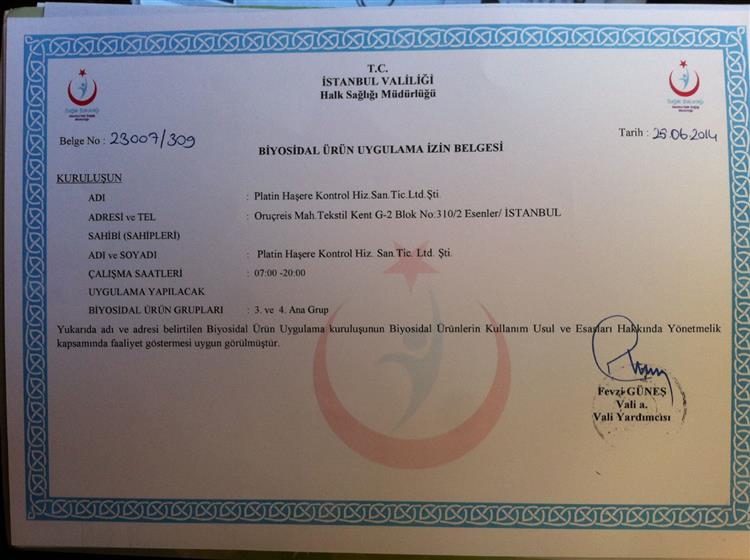 T.C.
İSTANBUL VALİLİĞİ
Halk Sağlığı Müdürlüğü
Sağlık Bakanlığı
Sağlık Bakanlığı
Belge No : 23007/309
Tarih : 25.06.2014
BİYOSİDAL ÜRÜN UYGULAMA İZİN BELGESİ
KURULUŞUN
ADI : Platin Haşere Kontrol Hiz.San.Tic.Ltd.Şti.
ADRESİ ve TEL : Oruçreis Mah.Tekstil Kent G-2 Blok No:310/2 Esenler/ İSTANBUL
SAHİBİ (SAHİPLERİ)
ADI ve SOYADI : Platin Haşere Kontrol Hiz. San.Tic. Ltd. Şti.
ÇALIŞMA SAATLERİ : 07:00 -20:00
UYGULAMA YAPILACAK
BİYOSİDAL ÜRÜN GRUPLARI : 3. ve 4. Ana Grup
Yukarıda adı ve adresi belirtilen Biyosidal Ürün Uygulama kuruluşunun Biyosidal Ürünlerin Kullanım Usul ve Esasları Hakkında Yönetmelik
kapsamında faaliyet göstermesi uygun görülmüştür.
Fevzi GÜNEŞ
Vali a.
Vali Yardımcısı